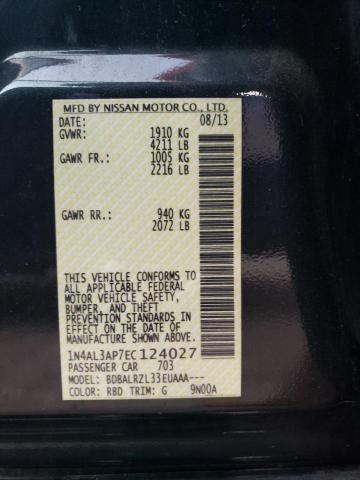 MFD BY NISSAN MOTOR CO., LTD.
DATE: 08/13
GVWR: 1910 KG
4211 LB
GAWR FR.: 1005 KG
2216 LB
GAWR RR.: 940 KG
2072 LB
THIS VEHICLE CONFORMS TO
ALL APPLICABLE FEDERAL
MOTOR VEHICLE SAFETY,
BUMPER, AND THEFT
PREVENTION STANDARDS IN
EFFECT ON THE DATE OF
MANUFACTURE SHOWN ABOVE.
1N4AL3AP7EC124027
PASSENGER CAR 703
MODEL: BDBALRZL33EUAAA---
COLOR: RBD TRIM: G 9N00A